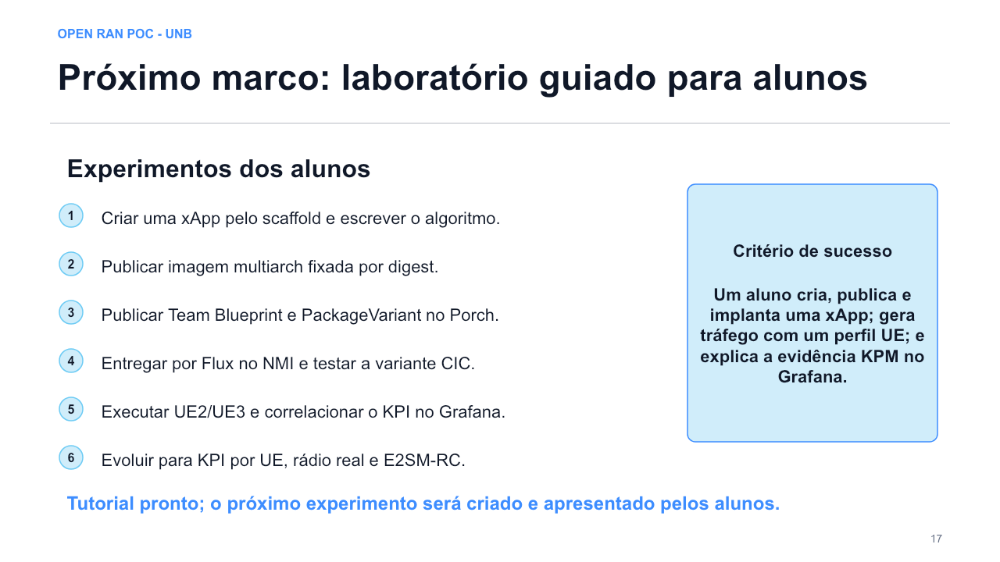 OPEN RAN POC - UNB
Próximo marco: laboratório guiado para alunos
Experimentos dos alunos
1 Criar uma xApp pelo scaffold e escrever o algoritmo.
2 Publicar imagem multiarch fixada por digest.
3 Publicar Team Blueprint e PackageVariant no Porch.
4 Entregar por Flux no NMI e testar a variante CIC.
5 Executar UE2/UE3 e correlacionar o KPI no Grafana.
6 Evoluir para KPI por UE, rádio real e E2SM-RC.
Critério de sucesso
Um aluno cria, publica e
implanta uma xApp; gera
tráfego com um perfil UE; e
explica a evidência KPM no
Grafana.
Tutorial pronto; o próximo experimento será criado e apresentado pelos alunos.
17